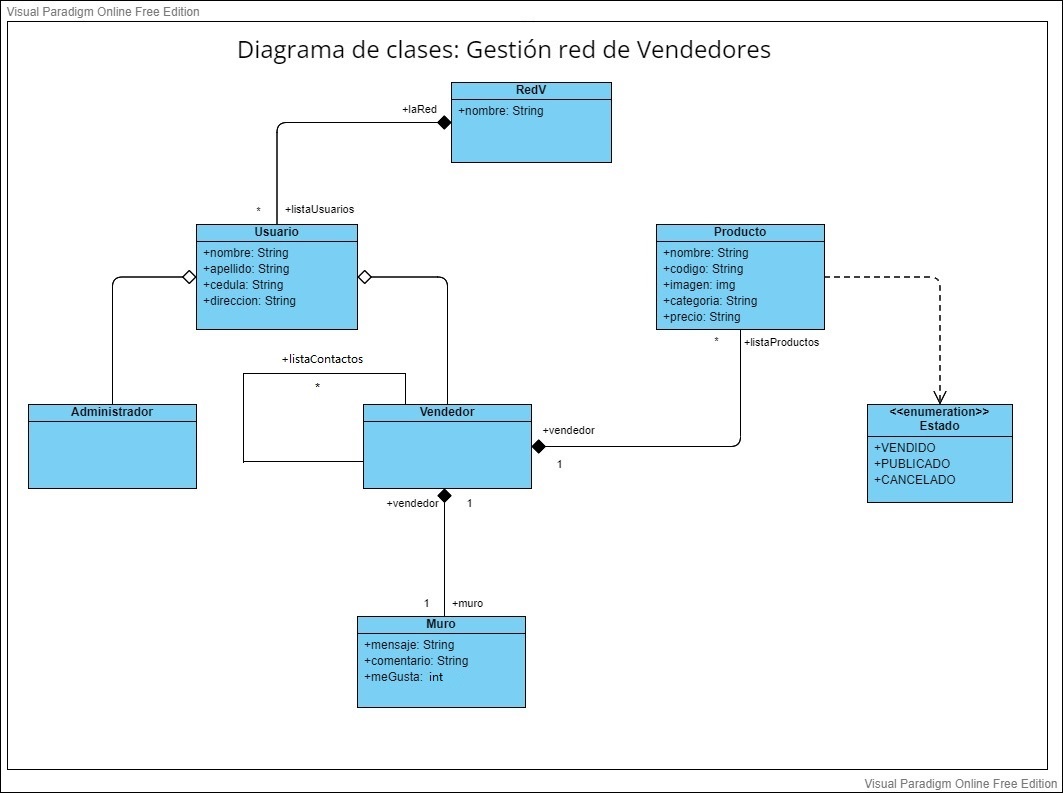 Visual Paradigm Online Free Edition
Diagrama de clases: Gestión red de Vendedores
RedV
+nombre: String
+laRed
*
+listaUsuarios
Usuario
+nombre: String
+apellido: String
+cedula: String
+direccion: String
Producto
+nombre: String
+codigo: String
+imagen: img
+categoria: String
+precio: String
*
+listaProductos
+listaContactos
*
Administrador
Vendedor
+vendedor
1
<<enumeration>>
Estado
+VENDIDO
+PUBLICADO
+CANCELADO
+vendedor
1
1
+muro
Muro
+mensaje: String
+comentario: String
+meGusta: int
Visual Paradigm Online Free Edition